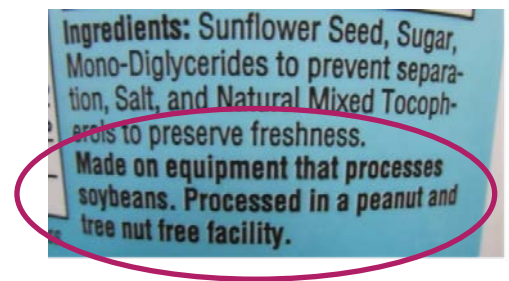 Ingredients: Sunflower Seed, Sugar,
Mono-Diglycerides to prevent separa-
tion, Salt, and Natural Mixed Tocoph-
erols to preserve freshness.
Made on equipment that processes
soybeans. Processed in a peanut and
tree nut free facility.